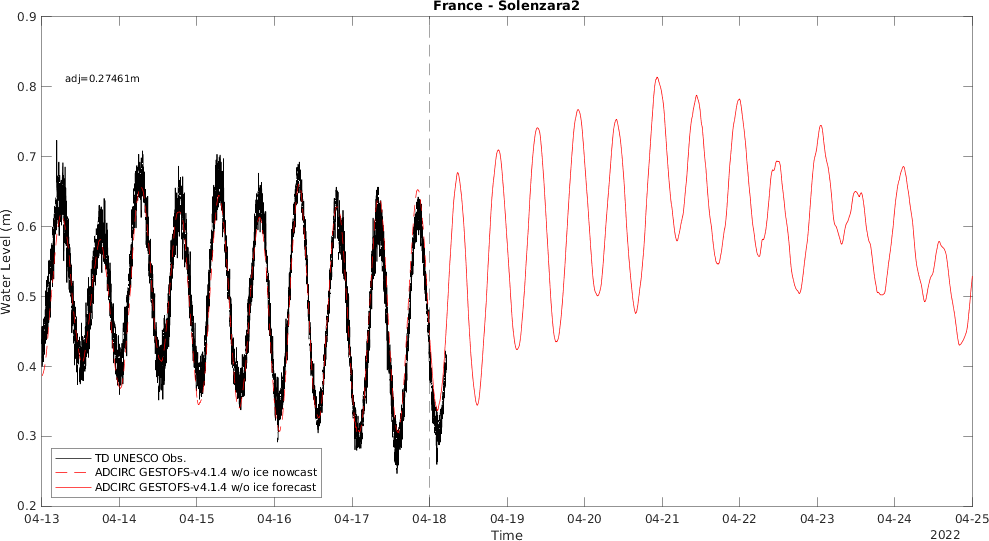 France - Solenzara2
0.9
0.8
0.7
0.6
0.5
0.4
0.3
0.2
Water Level (m)
adj=0.27461m
TD UNESCO Obs.
ADCIRC GESTOFS-v4.1.4 w/o ice nowcast
ADCIRC GESTOFS-v4.1.4 w/o ice forecast
04-13 04-14 04-15 04-16 04-17 04-18 04-19 04-20 04-21 04-22 04-23 04-24 04-25
Time
2022